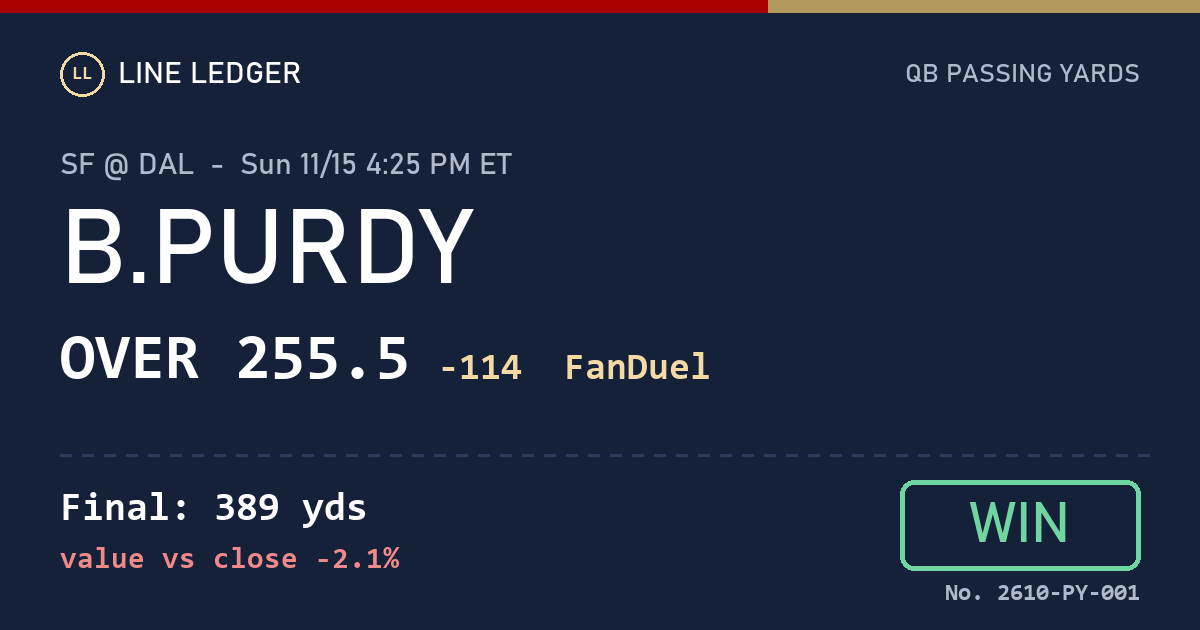 LL LINE LEDGER
QB PASSING YARDS
SF @ DAL - Sun 11/15 4:25 PM ET
B.PURDY
OVER 255.5 -114 FanDuel
Final: 389 yds
value vs close -2.1%
WIN
No. 2610-PY-001